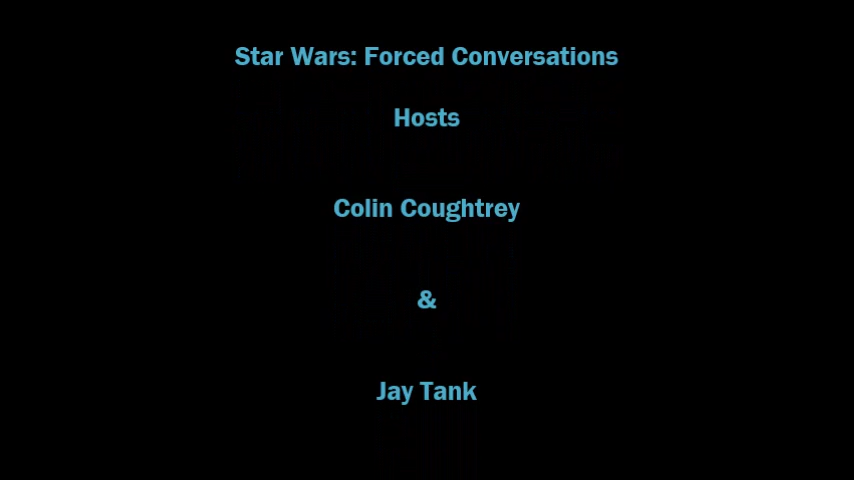 Star Wars: Forced Conversations
Hosts
Colin Coughtrey
&
Jay Tank